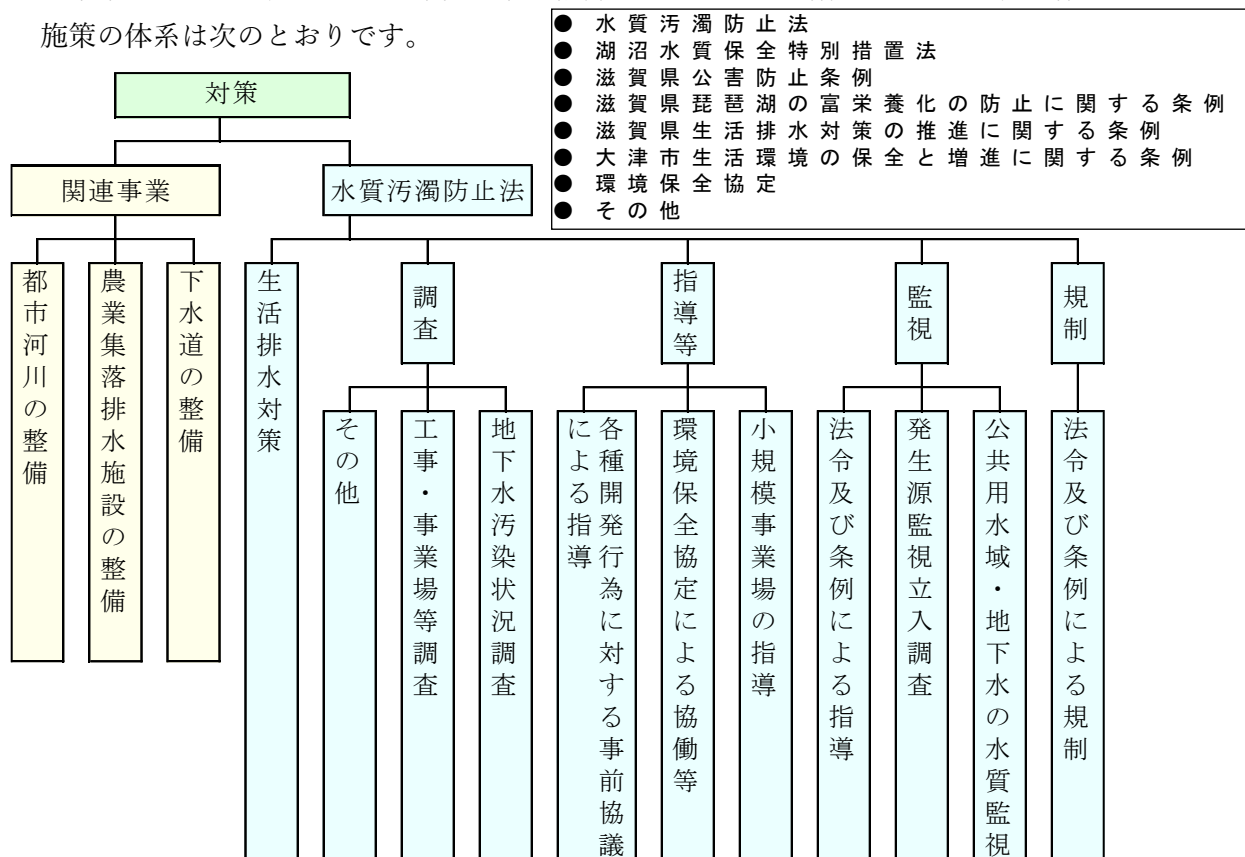 施策の体系は次のとおりです。
● 水質汚濁防止法
● 湖沼水質保全特別措置法
● 滋賀県公害防止条例
● 滋賀県琵琶湖の富栄養化の防止に関する条例
● 滋賀県生活排水対策の推進に関する条例
● 大津市生活環境の保全と増進に関する条例
● 環境保全協定
● その他
対策
関連事業
水質汚濁防止法
都市河川の整備
農業集落排水施設の整備
下水道の整備
生活排水対策
調査
指導等
監視
規制
その他
工事・事業場等調査
地下水汚染状況調査
各種開発行為に対する事前協議
による指導
環境保全協定による協働等
小規模事業場の指導
法令及び条例による指導
発生源監視立入調査
公共用水域・地下水の水質監視
法令及び条例による規制